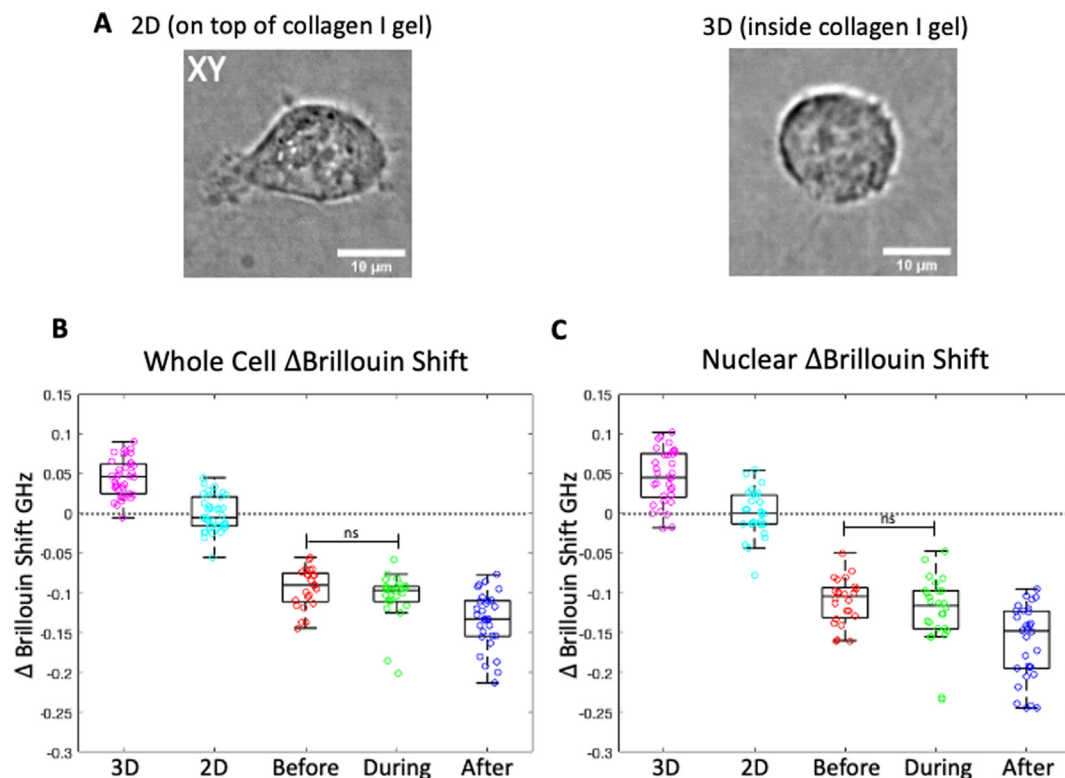 A 2D (on top of collagen I gel)
3D (inside collagen I gel)
XY
10 µm
10 µm
B
Whole Cell ΔBrillouin Shift
Δ Brillouin Shift GHz
0.15
0.1
0.05
0
-0.05
-0.1
-0.15
-0.2
-0.25
-0.3
ns
3D 2D Before During After
C
Nuclear ΔBrillouin Shift
Δ Brillouin Shift GHz
0.15
0.1
0.05
0
-0.05
-0.1
-0.15
-0.2
-0.25
-0.3
ns
3D 2D Before During After